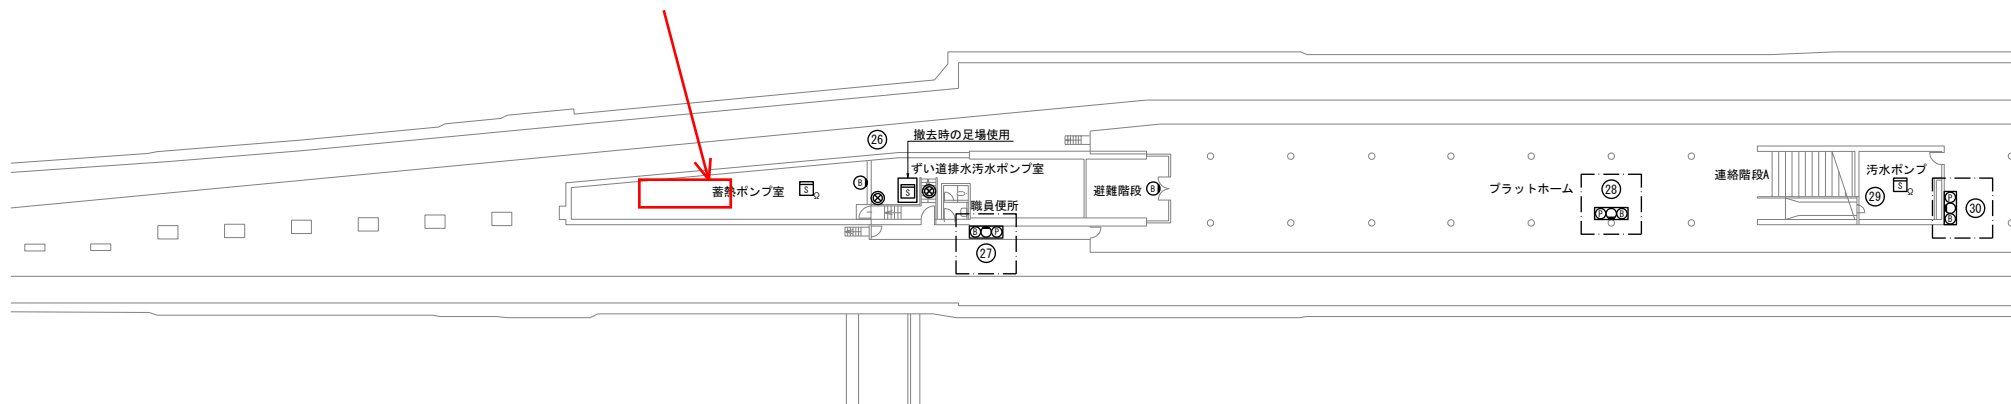 26
撤去時の足場使用
ずい道排水汚水ポンプ室
蓄熱ポンプ室
S
Ω
B
S
避難階段
B
職員便所
B P
27
プラットホーム
28
P B
連絡階段A
汚水ポンプ
S
Ω
29
P
B
30